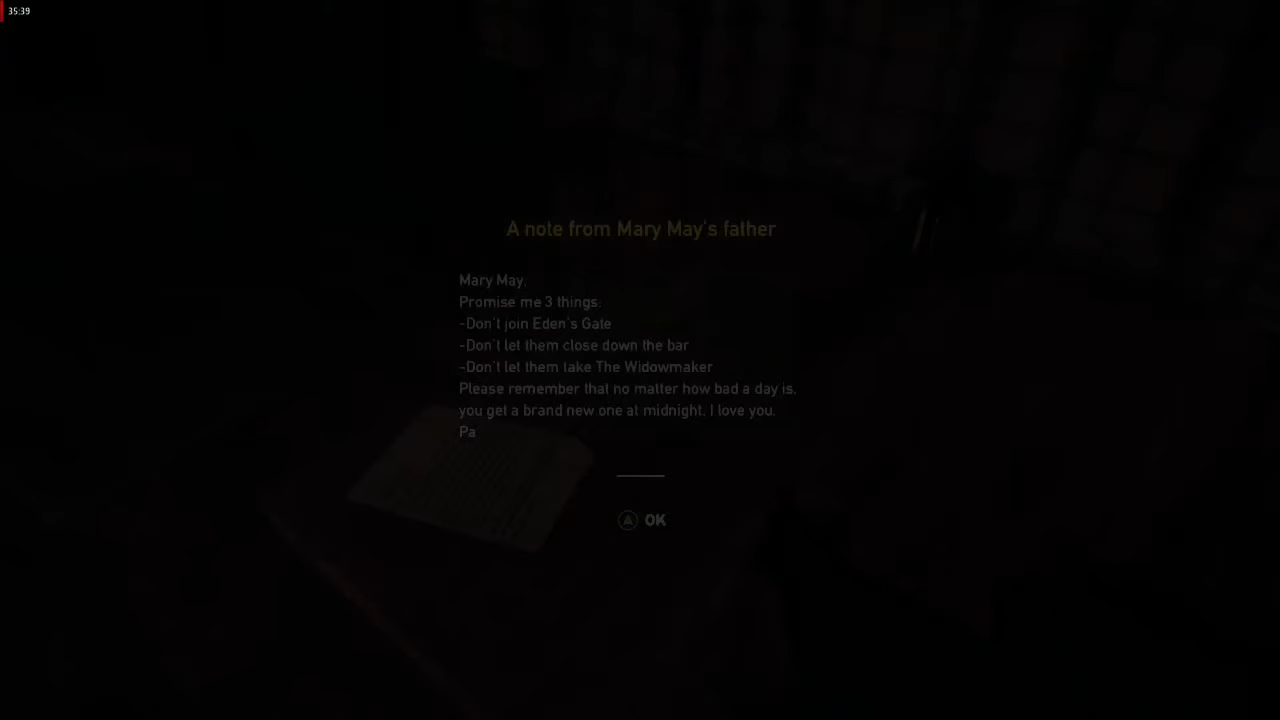 35:39
A note from Mary May's father
Mary May,
Promise me 3 things:
-Don't join Eden's Gate
-Don't let them close down the bar
-Don't let them take The Widowmaker
Please remember that no matter how bad a day is,
you get a brand new one at midnight. I love you.
Pa
A OK